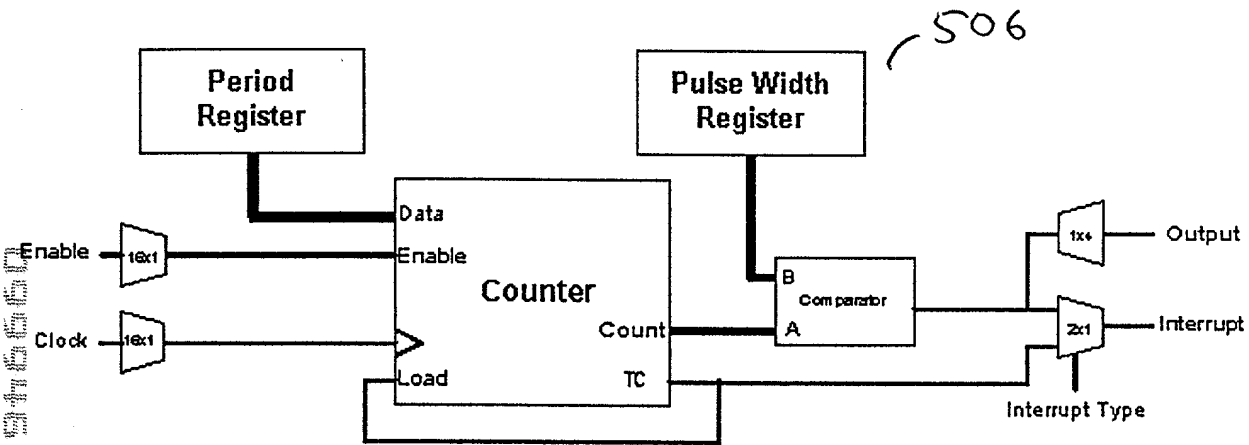 506
Period
Register
Pulse Width
Register
Data
Enable
16x1
Enable
Counter
B
Comparator
A
1x4
Output
Clock
16x1
Count
2x1
Interrupt
Load
TC
Interrupt Type